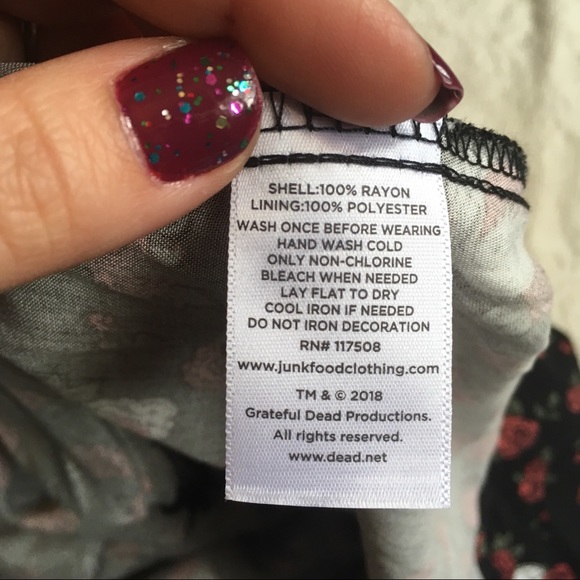 SHELL:100% RAYON
LINING:100% POLYESTER
WASH ONCE BEFORE WEARING
HAND WASH COLD
ONLY NON-CHLORINE
BLEACH WHEN NEEDED
LAY FLAT TO DRY
COOL IRON IF NEEDED
DO NOT IRON DECORATION
RN# 117508
www.junkfoodclothing.com
TM & © 2018
Grateful Dead Productions.
All rights reserved.
www.dead.net